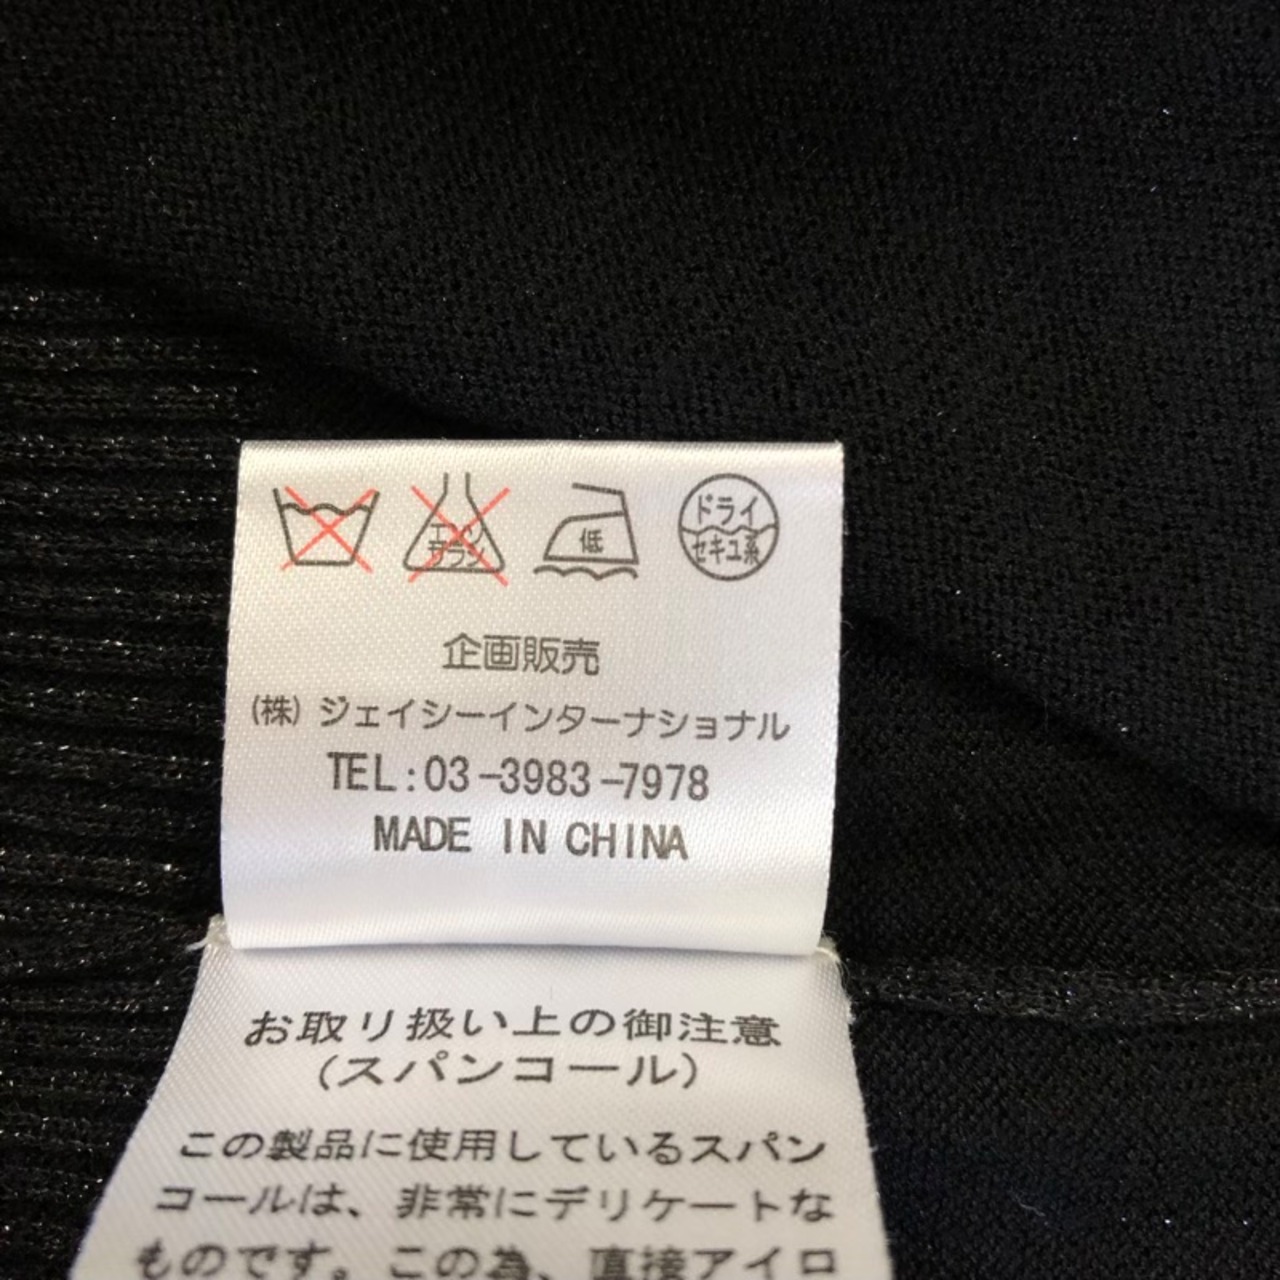 エンソ
サラシ
低
ドライ
セキユ系
企画販売
(株) ジェイシーインターナショナル
TEL:03-3983-7978
MADE IN CHINA
お取り扱い上の御注意
(スパンコール)
この製品に使用しているスパン
コールは、非常にデリケートな
ものです。この為、直接アイロ